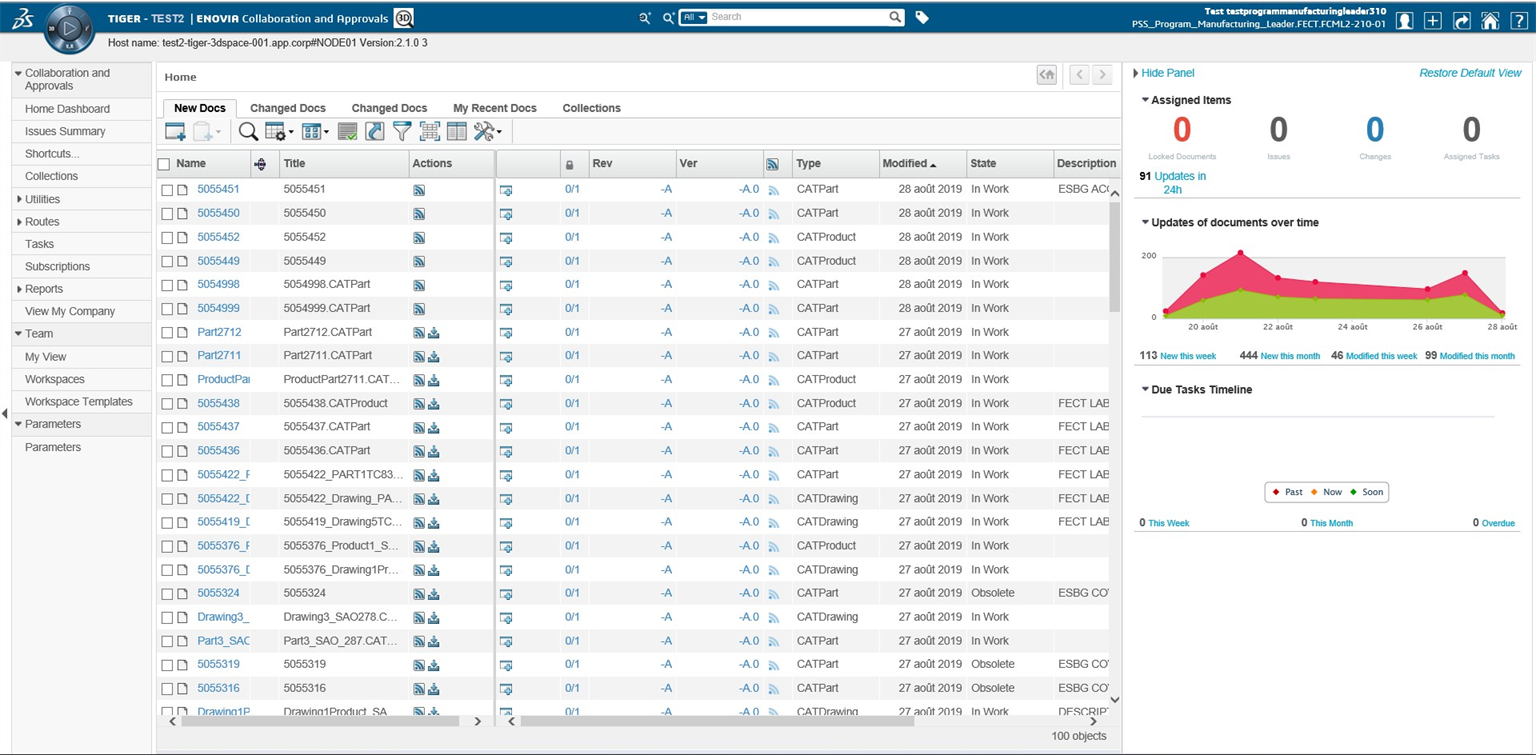 TIGER - TEST2 | ENOVIA Collaboration and Approvals 3D
All Search
Test testprogrammanufacturingleader310
PSS_Program_Manufacturing_Leader.FECT.FCML2-210-01
Host name: test2-tiger-3dspace-001.app.corp#NODE01 Version:2.1.0 3
Collaboration and
Approvals
Home Dashboard
Issues Summary
Shortcuts...
Collections
Utilities
Routes
Tasks
Subscriptions
Reports
View My Company
Team
My View
Workspaces
Workspace Templates
Parameters
Parameters
Home
New Docs Changed Docs Changed Docs My Recent Docs Collections
Name Title Actions Rev Ver Type Modified State Description
5055451 5055451 0/1 -A -A.0 CATPart 28 août 2019 In Work ESBG AC
5055450 5055450 0/1 -A -A.0 CATPart 28 août 2019 In Work
5055452 5055452 0/1 -A -A.0 CATProduct 28 août 2019 In Work
5055449 5055449 0/1 -A -A.0 CATProduct 28 août 2019 In Work
5054998 5054998.CATPart 0/1 -A -A.0 CATPart 28 août 2019 In Work
5054999 5054999.CATPart 0/1 -A -A.0 CATPart 28 août 2019 In Work
Part2712 Part2712.CATPart 0/1 -A -A.0 CATPart 27 août 2019 In Work
Part2711 Part2711.CATPart 0/1 -A -A.0 CATPart 27 août 2019 In Work
ProductPar ProductPart2711.CAT... 0/1 -A -A.0 CATProduct 27 août 2019 In Work
5055438 5055438.CATProduct 0/1 -A -A.0 CATProduct 27 août 2019 In Work FECT LAB
5055437 5055437.CATPart 0/1 -A -A.0 CATPart 27 août 2019 In Work FECT LAB
5055436 5055436.CATPart 0/1 -A -A.0 CATPart 27 août 2019 In Work FECT LAB
5055422_F 5055422_PART1TC83... 0/1 -A -A.0 CATPart 27 août 2019 In Work FECT LAB
5055422_D 5055422_Drawing_PA... 0/1 -A -A.0 CATDrawing 27 août 2019 In Work FECT LAB
5055419_D 5055419_Drawing5TC... 0/1 -A -A.0 CATDrawing 27 août 2019 In Work FECT LAB
5055376_F 5055376_Product1_S... 0/1 -A -A.0 CATProduct 27 août 2019 In Work
5055376_D 5055376_Drawing1Pr... 0/1 -A -A.0 CATDrawing 27 août 2019 In Work
5055324 5055324 0/1 -A -A.0 CATPart 27 août 2019 Obsolete ESBG CO
Drawing3_ Drawing3_SAO278.C... 0/1 -A -A.0 CATDrawing 27 août 2019 In Work
Part3_SAO Part3_SAO_287.CAT... 0/1 -A -A.0 CATPart 27 août 2019 In Work
5055319 5055319 0/1 -A -A.0 CATPart 27 août 2019 Obsolete ESBG CO
5055316 5055316 0/1 -A -A.0 CATPart 27 août 2019 Obsolete ESBG CO
Drawing1P Drawing1Product_SA 0/1 -A -A.0 CATDrawing 27 août 2019 In Work DESCRIPT
100 objects
Hide Panel Restore Default View
Assigned Items
0 0 0 0
Locked Documents Issues Changes Assigned Tasks
91 Updates in
24h
Updates of documents over time
200
0
20 août 22 août 24 août 26 août 28 août
113 New this week 444 New this month 46 Modified this week 99 Modified this month
Due Tasks Timeline
Past Now Soon
0 This Week 0 This Month 0 Overdue